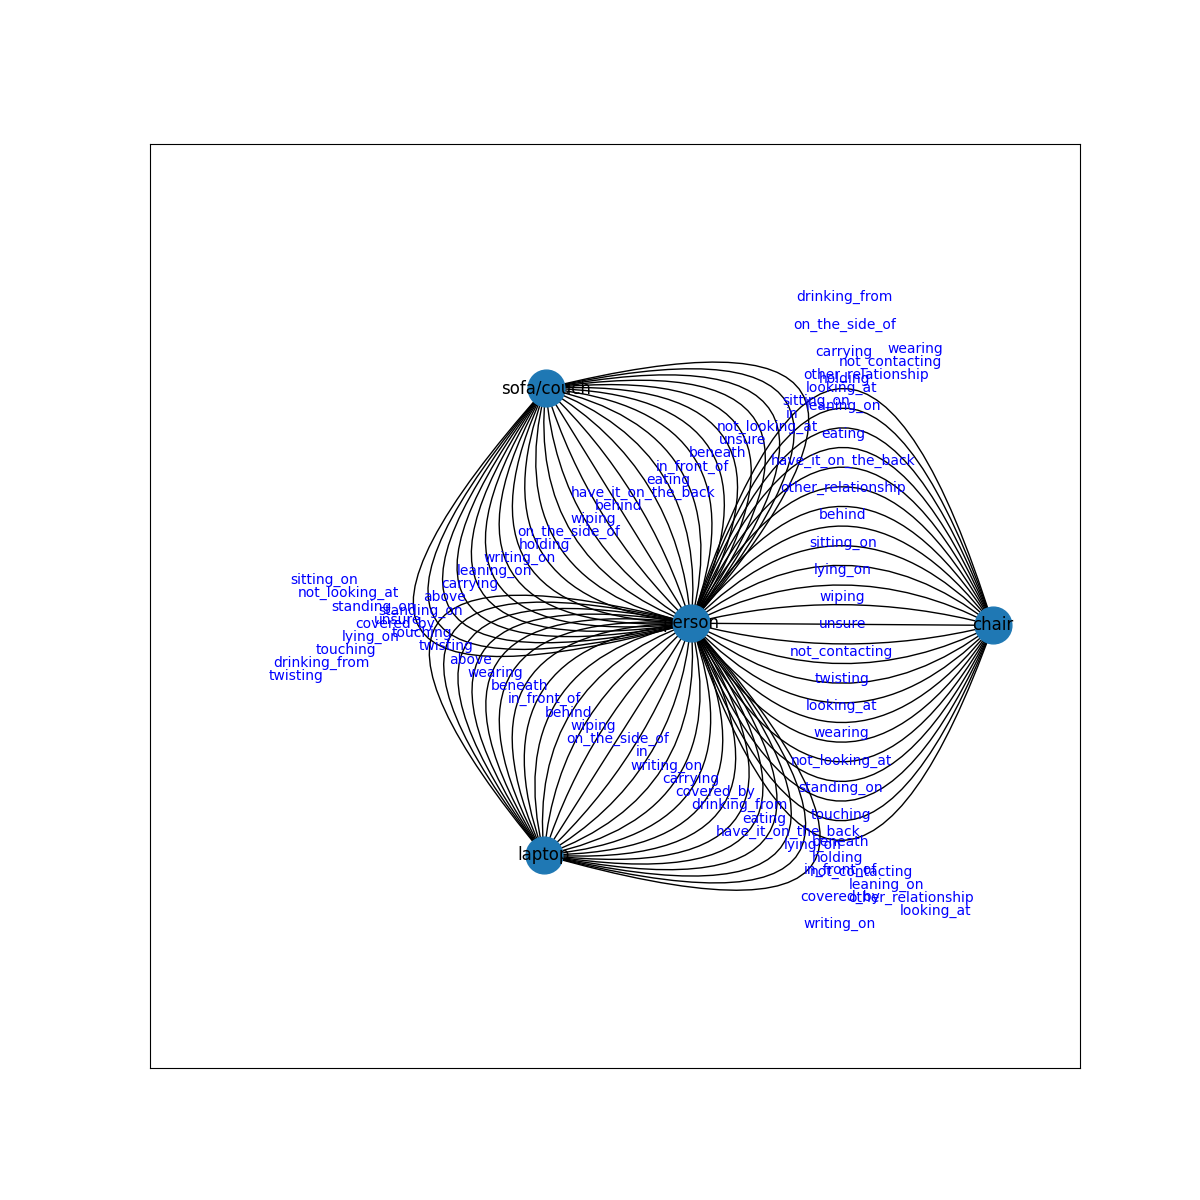 drinking_from
on_the_side_of
carrying
wearing
not_contacting
other_relationship
holding
looking_at
sofa/couch
sitting_on
leaning_on
in
not_looking_at
eating
unsure
beneath
have_it_on_the_back
in_front_of
eating
other_relationship
have_it_on_the_back
behind
behind
wiping
on_the_side_of
sitting_on
holding
writing_on
leaning_on
lying_on
sitting_on
carrying
not_looking_at
above
wiping
standing_on
standing_on
unsure
covered_by
person
unsure
chair
touching
lying_on
twisting
touching
not_contacting
above
drinking_from
wearing
twisting
twisting
beneath
in_front_of
looking_at
behind
wiping
wearing
on_the_side_of
in
not_looking_at
writing_on
carrying
standing_on
covered_by
drinking_from
touching
eating
have_it_on_the_back
beneath
lying_on
laptop
holding
in_front_of
not_contacting
leaning_on
covered_by
other_relationship
looking_at
writing_on